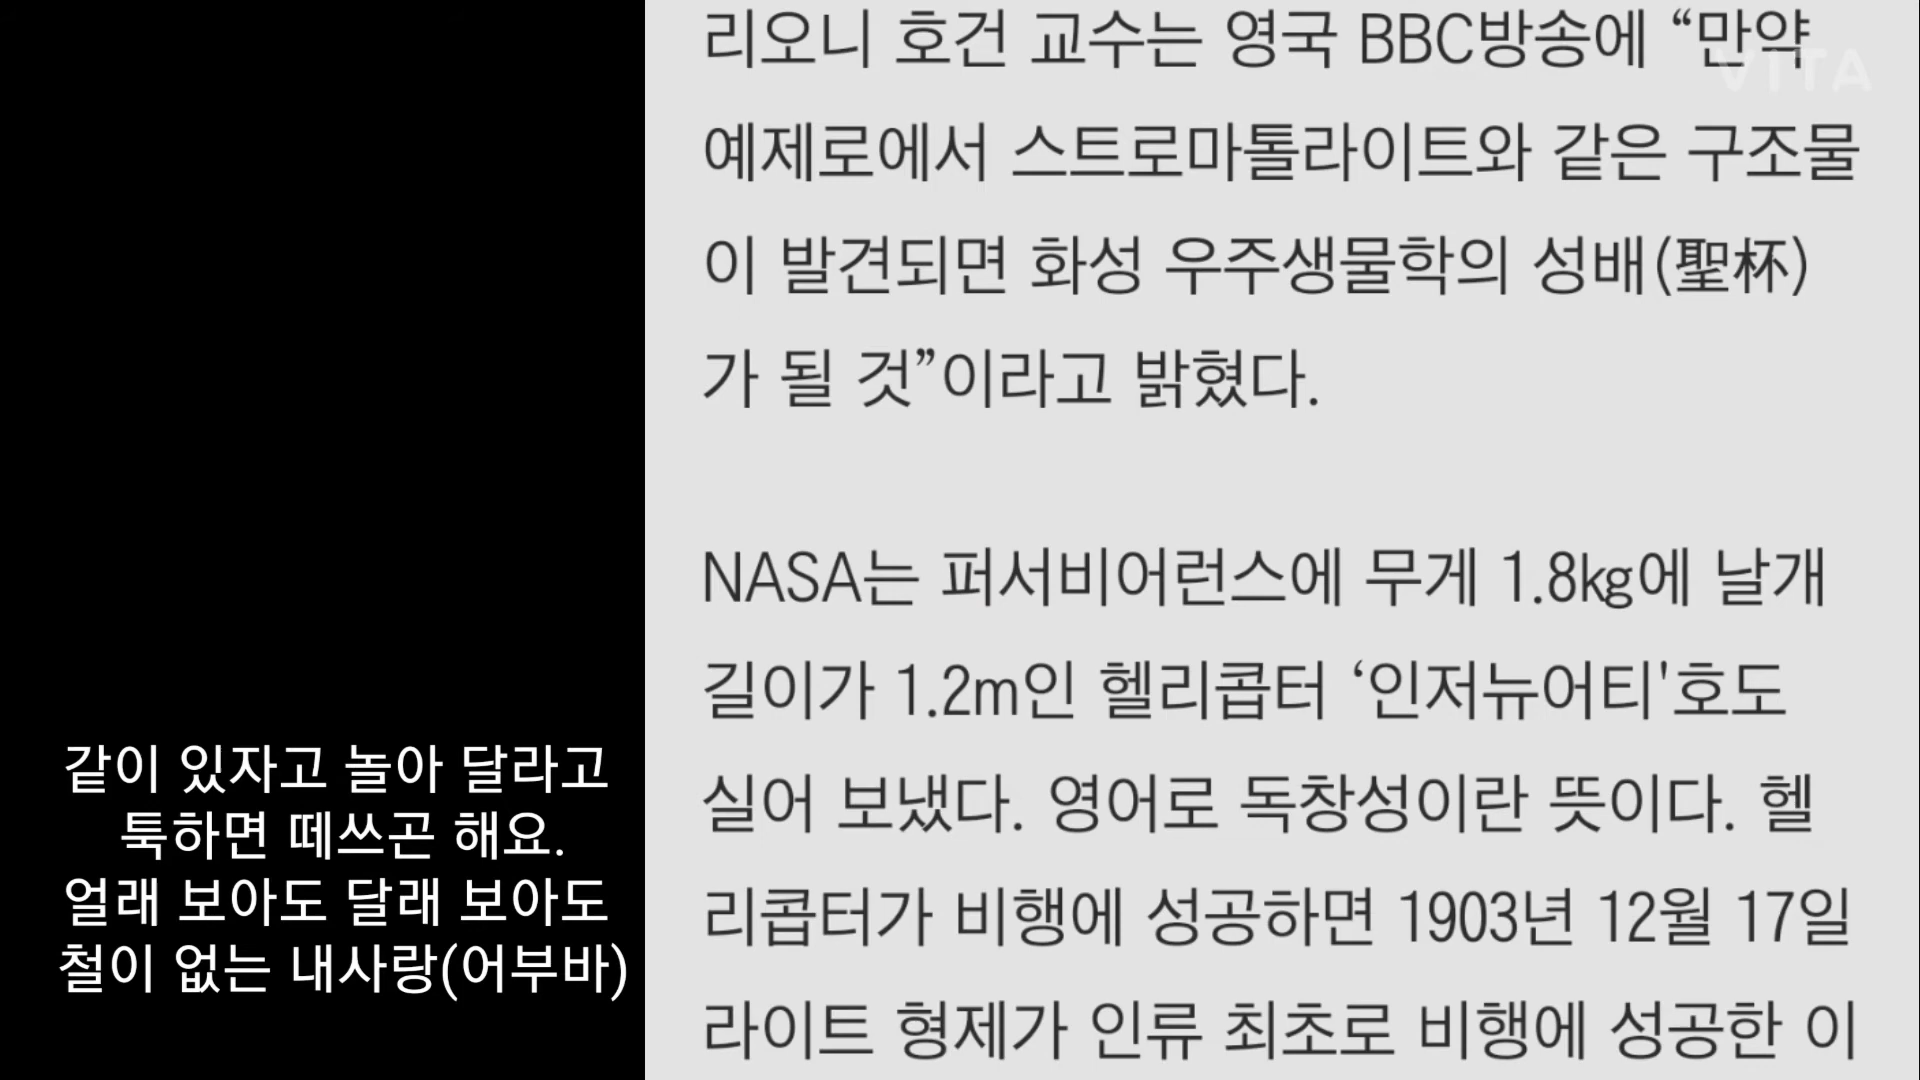 리오니 호건 교수는 영국 BBC방송에 “만약
예제로에서 스트로마톨라이트와 같은 구조물
이 발견되면 화성 우주생물학의 성배(聖杯)
가 될 것”이라고 밝혔다.
NASA는 퍼서비어런스에 무게 1.8㎏에 날개
길이가 1.2m인 헬리콥터 ‘인저뉴어티'호도
실어 보냈다. 영어로 독창성이란 뜻이다. 헬
리콥터가 비행에 성공하면 1903년 12월 17일
라이트 형제가 인류 최초로 비행에 성공한 이
VITA
같이 있자고 놀아 달라고
툭하면 떼쓰곤 해요.
얼래 보아도 달래 보아도
철이 없는 내사랑(어부바)